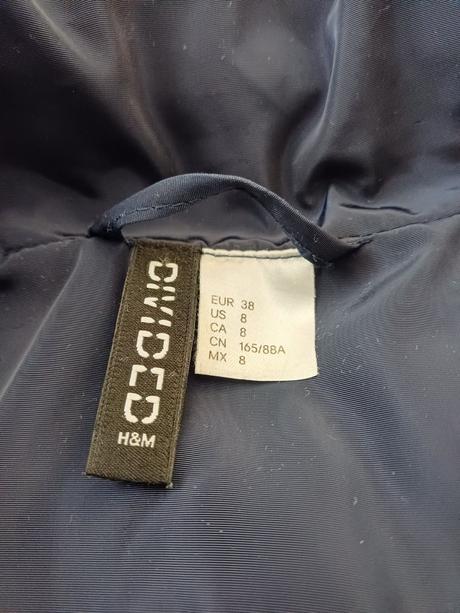 DIVIDED
H&M
EUR 38
US 8
CA 8
CN 165/88A
MX 8